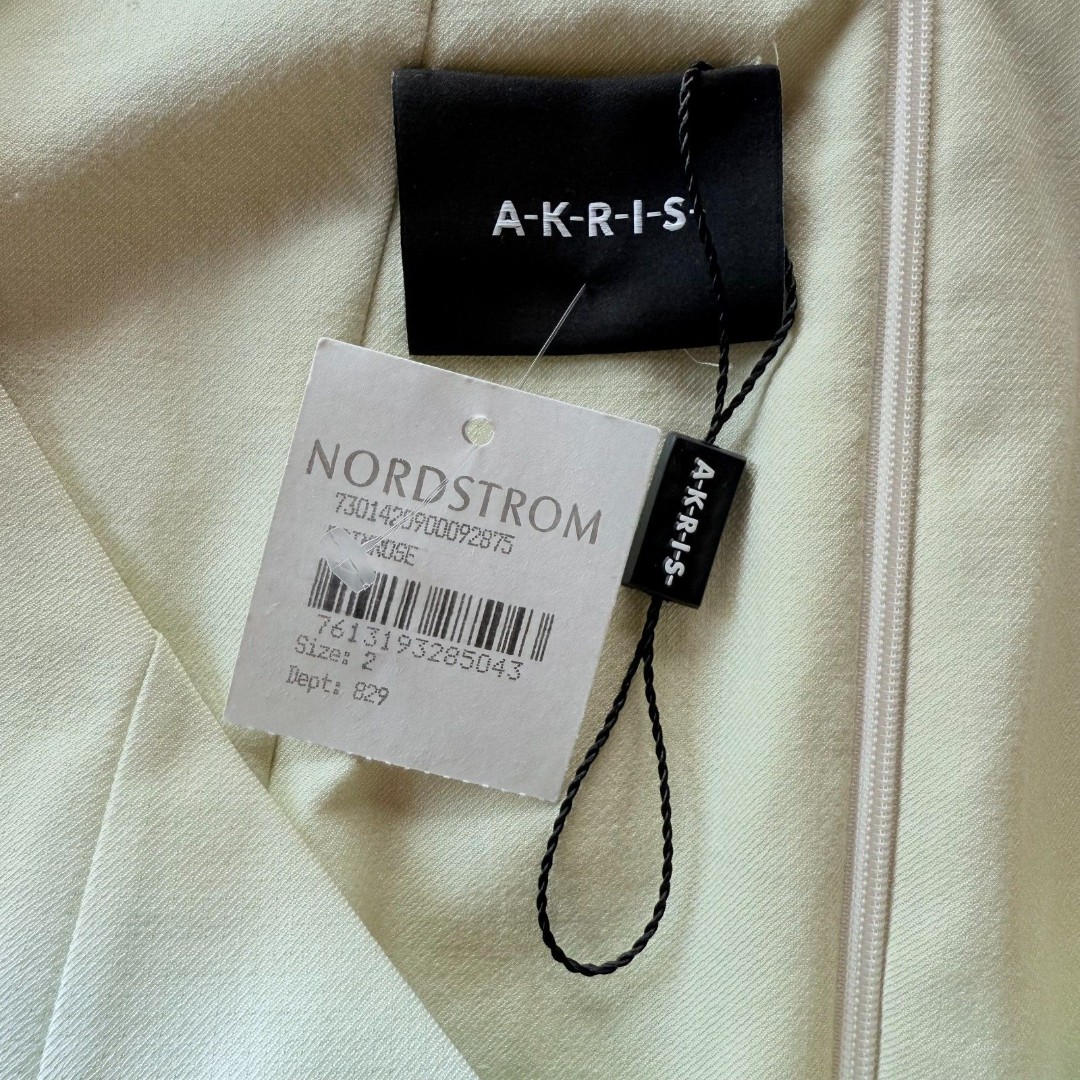 A-K-R-I-S-
NORDSTROM
7301420900092875
A-K-R-I-S-
7613193285043
Size: 2
Dept: 829